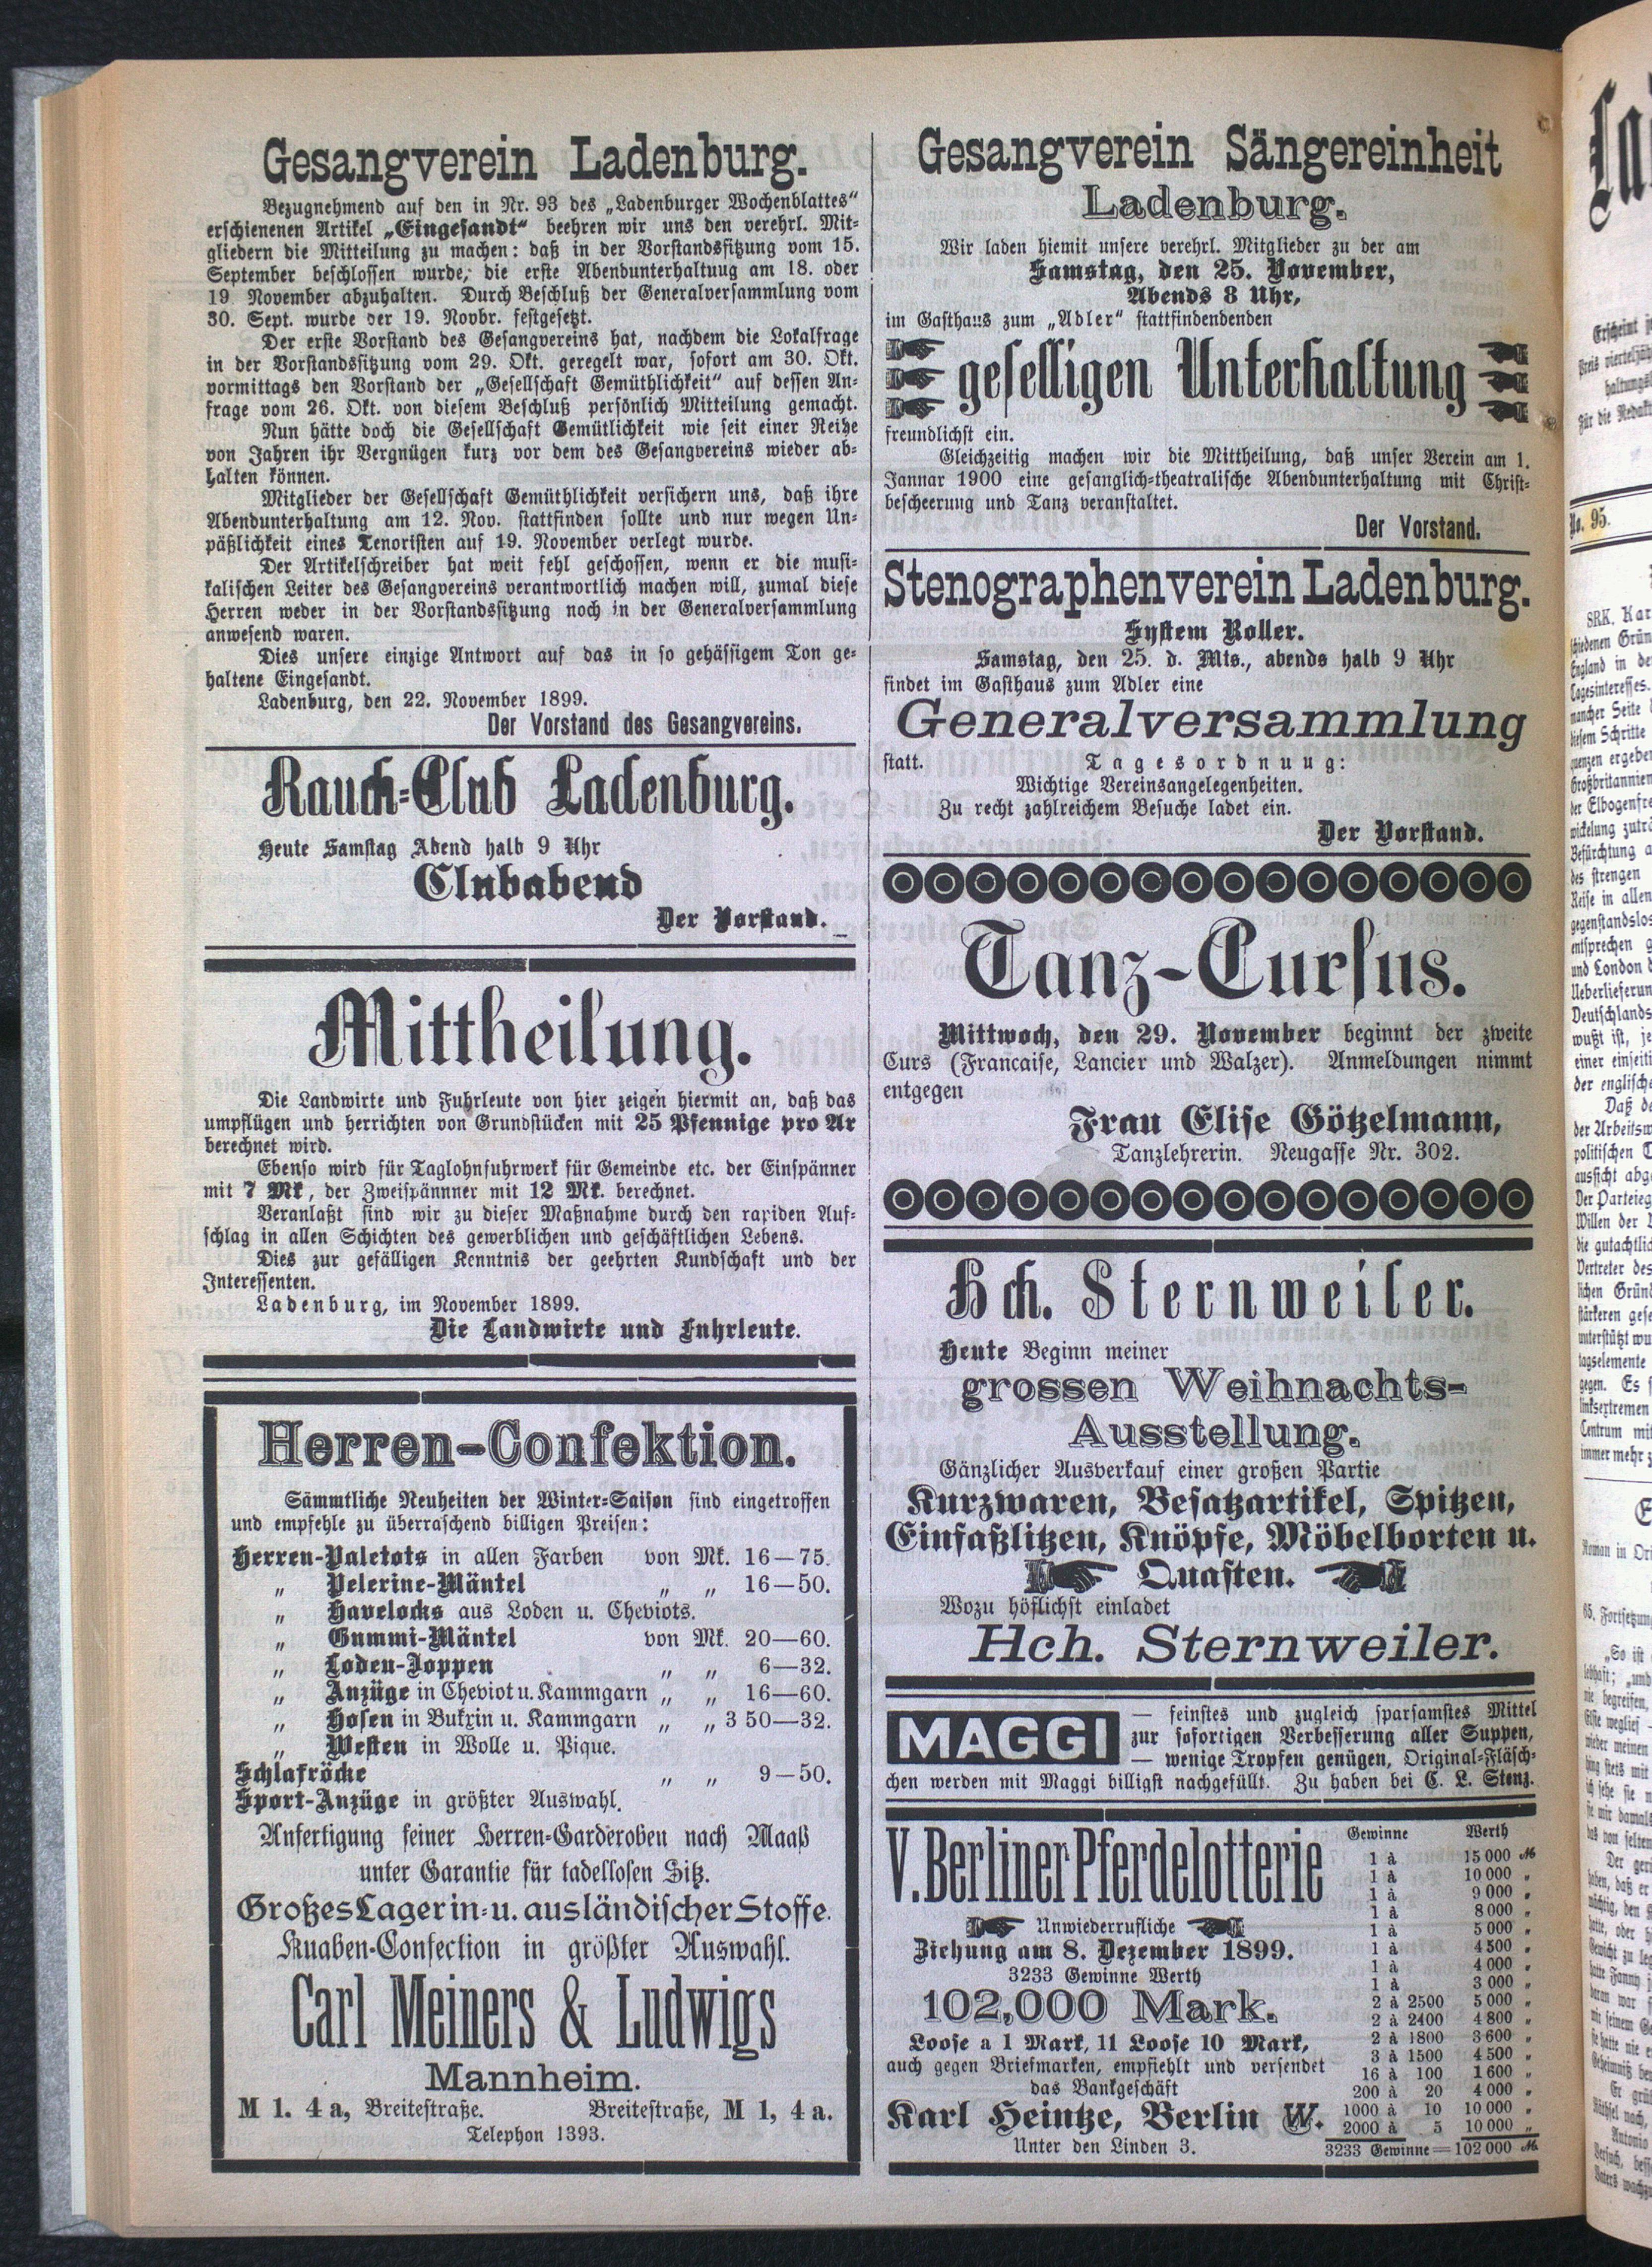 Gesangverein Ladenburg.
Bezugnehmend auf den in Nr. 93 des „Ladenburger Wochenblattes“
erschienenen Artikel „Eingesandt“ beehren wir uns den verehrl. Mit-
gliedern die Mitteilung zu machen: daß in der Vorstandssitzung vom 15.
September beschlossen wurde, die erste Abendunterhaltuug am 18. oder
19. November abzuhalten. Durch Beschluß der Generalversammlung vom
30. Sept. wurde der 19. Novbr. festgesetzt.
Der erste Vorstand des Gesangvereins hat, nachdem die Lokalfrage
in der Vorstandssitzung vom 29. Okt. geregelt war, sofort am 30. Okt.
vormittags den Vorstand der „Gesellschaft Gemüthlichkeit“ auf dessen An-
frage vom 26. Okt. von diesem Beschluß persönlich Mitteilung gemacht.
Nun hätte doch die Gesellschaft Gemütlichkeit wie seit einer Reihe
von Jahren ihr Vergnügen kurz vor dem des Gesangvereins wieder ab-
halten können.
Mitglieder der Gesellschaft Gemüthlichkeit versichern uns, daß ihre
Abendunterhaltung am 12. Nov. stattfinden sollte und nur wegen Un-
päßlichkeit eines Tenoristen auf 19. November verlegt wurde.
Der Artikelschreiber hat weit fehl geschossen, wenn er die musi-
kalischen Leiter des Gesangvereins verantwortlich machen will, zumal diese
Herren weder in der Vorstandssitzung noch in der Generalversammlung
anwesend waren.
Dies unsere einzige Antwort auf das in so gehässigem Ton ge-
haltene Eingesandt.
Ladenburg, den 22. November 1899.
Der Vorstand des Gesangvereins.
Rauch-Club Ladenburg.
Heute Samstag Abend halb 9 Uhr
Clubabend
Der Vorstand.
Mittheilung.
Die Landwirte und Fuhrleute von hier zeigen hiermit an, daß das
umpflügen und herrichten von Grundstücken mit 25 Pfennige pro Ar
berechnet wird.
Ebenso wird für Taglohnfuhrwerk für Gemeinde etc. der Einspänner
mit 7 Mk, der Zweispännner mit 12 Mk. berechnet.
Veranlaßt sind wir zu dieser Maßnahme durch den rapiden Auf-
schlag in allen Schichten des gewerblichen und geschäftlichen Lebens.
Dies zur gefälligen Kenntnis der geehrten Kundschaft und der
Interessenten.
Ladenburg, im November 1899.
Die Landwirte und Fuhrleute.
Herren-Confektion.
Sämmtliche Neuheiten der Winter-Saison sind eingetroffen
und empfehle zu überraschend billigen Preisen:
Herren-Paletots in allen Farben von Mk. 16—75.
„ Pelerine-Mäntel „ „ 16—50.
„ Havelocks aus Loden u. Cheviots.
„ Gummi-Mäntel von Mk. 20—60.
„ Loden-Joppen „ „ 6—32.
„ Anzüge in Cheviot u. Kammgarn „ „ 16—60.
„ Hosen in Bukxin u. Kammgarn „ „ 3 50—32.
„ Westen in Wolle u. Pique.
Schlafröcke „ „ 9—50.
Sport-Anzüge in größter Auswahl.
Anfertigung feiner Herren-Garderoben nach Maaß
unter Garantie für tadellosen Sitz.
Großes Lager in- u. ausländischer Stoffe.
Knaben-Confection in größter Auswahl.
Carl Meiners & Ludwigs
Mannheim.
M 1. 4 a, Breitestraße. Breitestraße, M 1, 4 a.
Telephon 1393.
Gesangverein Sängereinheit
Ladenburg.
Wir laden hiemit unsere verehrl. Mitglieder zu der am
Samstag, den 25. November,
Abends 8 Uhr,
im Gasthaus zum „Adler“ stattfindendenden
geselligen Unterhaltung
freundlichst ein.
Gleichzeitig machen wir die Mittheilung, daß unser Verein am 1.
Jannar 1900 eine gesanglich-theatralische Abendunterhaltung mit Christ-
bescheerung und Tanz veranstaltet.
Der Vorstand.
Stenographenverein Ladenburg.
System Roller.
Samstag, den 25. d. Mts., abends halb 9 Uhr
findet im Gasthaus zum Adler eine
Generalversammlung
statt. Tagesordnuug:
Wichtige Vereinsangelegenheiten.
Zu recht zahlreichem Besuche ladet ein.
Der Vorstand.
Tanz-Cursus.
Mittwoch, den 29. November beginnt der zweite
Curs (Francaise, Lancier und Walzer). Anmeldungen nimmt
entgegen
Frau Elise Götzelmann,
Tanzlehrerin. Neugasse Nr. 302.
Hch. Sternweiler.
Heute Beginn meiner
grossen Weihnachts-
Ausstellung.
Gänzlicher Ausverkauf einer großen Partie
Kurzwaren, Besatzartikel, Spitzen,
Einfaßlitzen, Knöpfe, Möbelborten u.
Quasten.
Wozu höflichst einladet
Hch. Sternweiler.
MAGGI
— feinstes und zugleich sparsamstes Mittel
zur sofortigen Verbesserung aller Suppen,
— wenige Tropfen genügen, Original-Fläsch-
chen werden mit Maggi billigst nachgefüllt. Zu haben bei C. L. Stenz.
V. Berliner Pferdelotterie
Unwiederrufliche
Ziehung am 8. Dezember 1899.
3233 Gewinne Werth
102,000 Mark.
Loose a 1 Mark, 11 Loose 10 Mark,
auch gegen Briefmarken, empfiehlt und versendet
das Bankgeschäft
Karl Heintze, Berlin W.
Unter den Linden 3.
Gewinne Werth
1 à 15 000 M
1 à 10 000 „
1 à 9 000 „
1 à 8 000 „
1 à 5 000 „
1 à 4 500 „
1 à 4 000 „
1 à 3 000 „
2 à 2500 5 000 „
2 à 2400 4 800 „
2 à 1800 3 600 „
3 à 1500 4 500 „
16 à 100 1 600 „
200 à 20 4 000 „
1000 à 10 10 000 „
2000 à 5 10 000 „
3233 Gewinne = 102 000 M
No. 95.